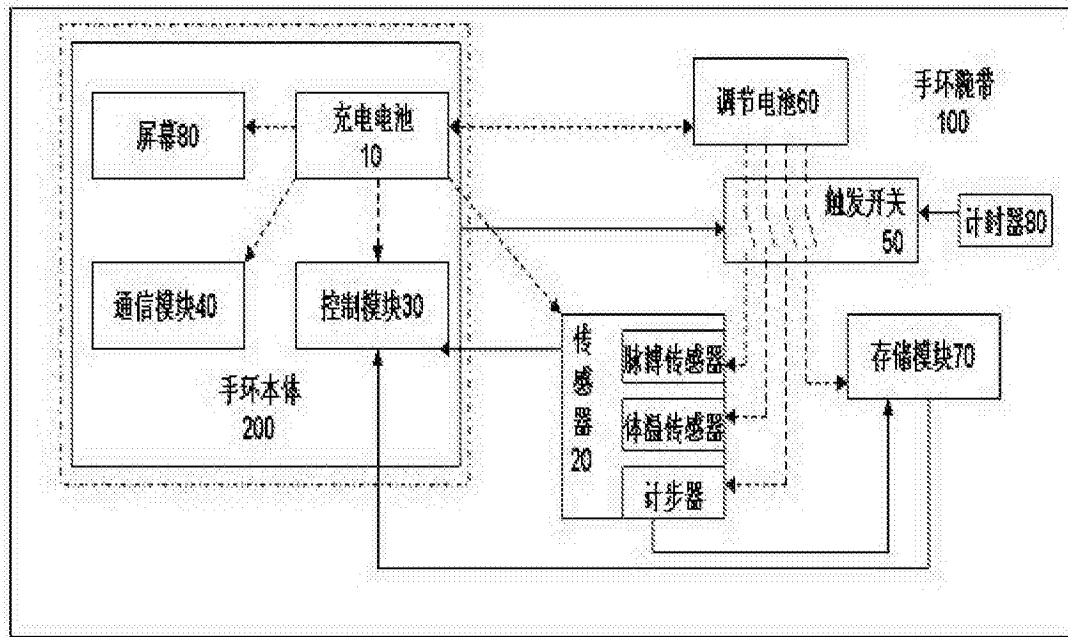 屏幕80
充电电池
10
调节电池60
手环腕带
100
触发开关
50
计时器80
通信模块40
控制模块30
传感器20
脉搏传感器
体温传感器
计步器
存储模块70
手环本体
200